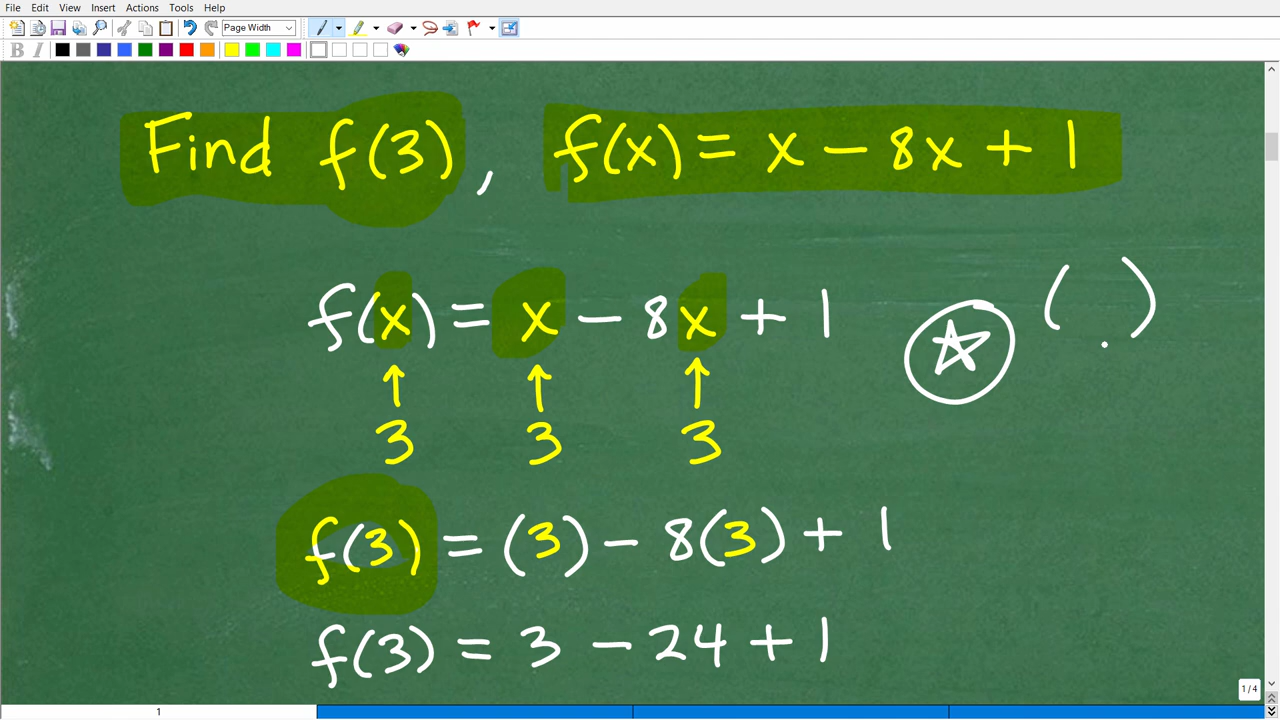 File Edit View Insert Actions Tools Help
Page Width
B I
Find f(3), f(x) = x − 8x + 1
f(x) = x − 8x + 1 ( . )
↑ ↑ ↑
3 3 3
f(3) = (3) − 8(3) + 1
f(3) = 3 − 24 + 1
1/4
1